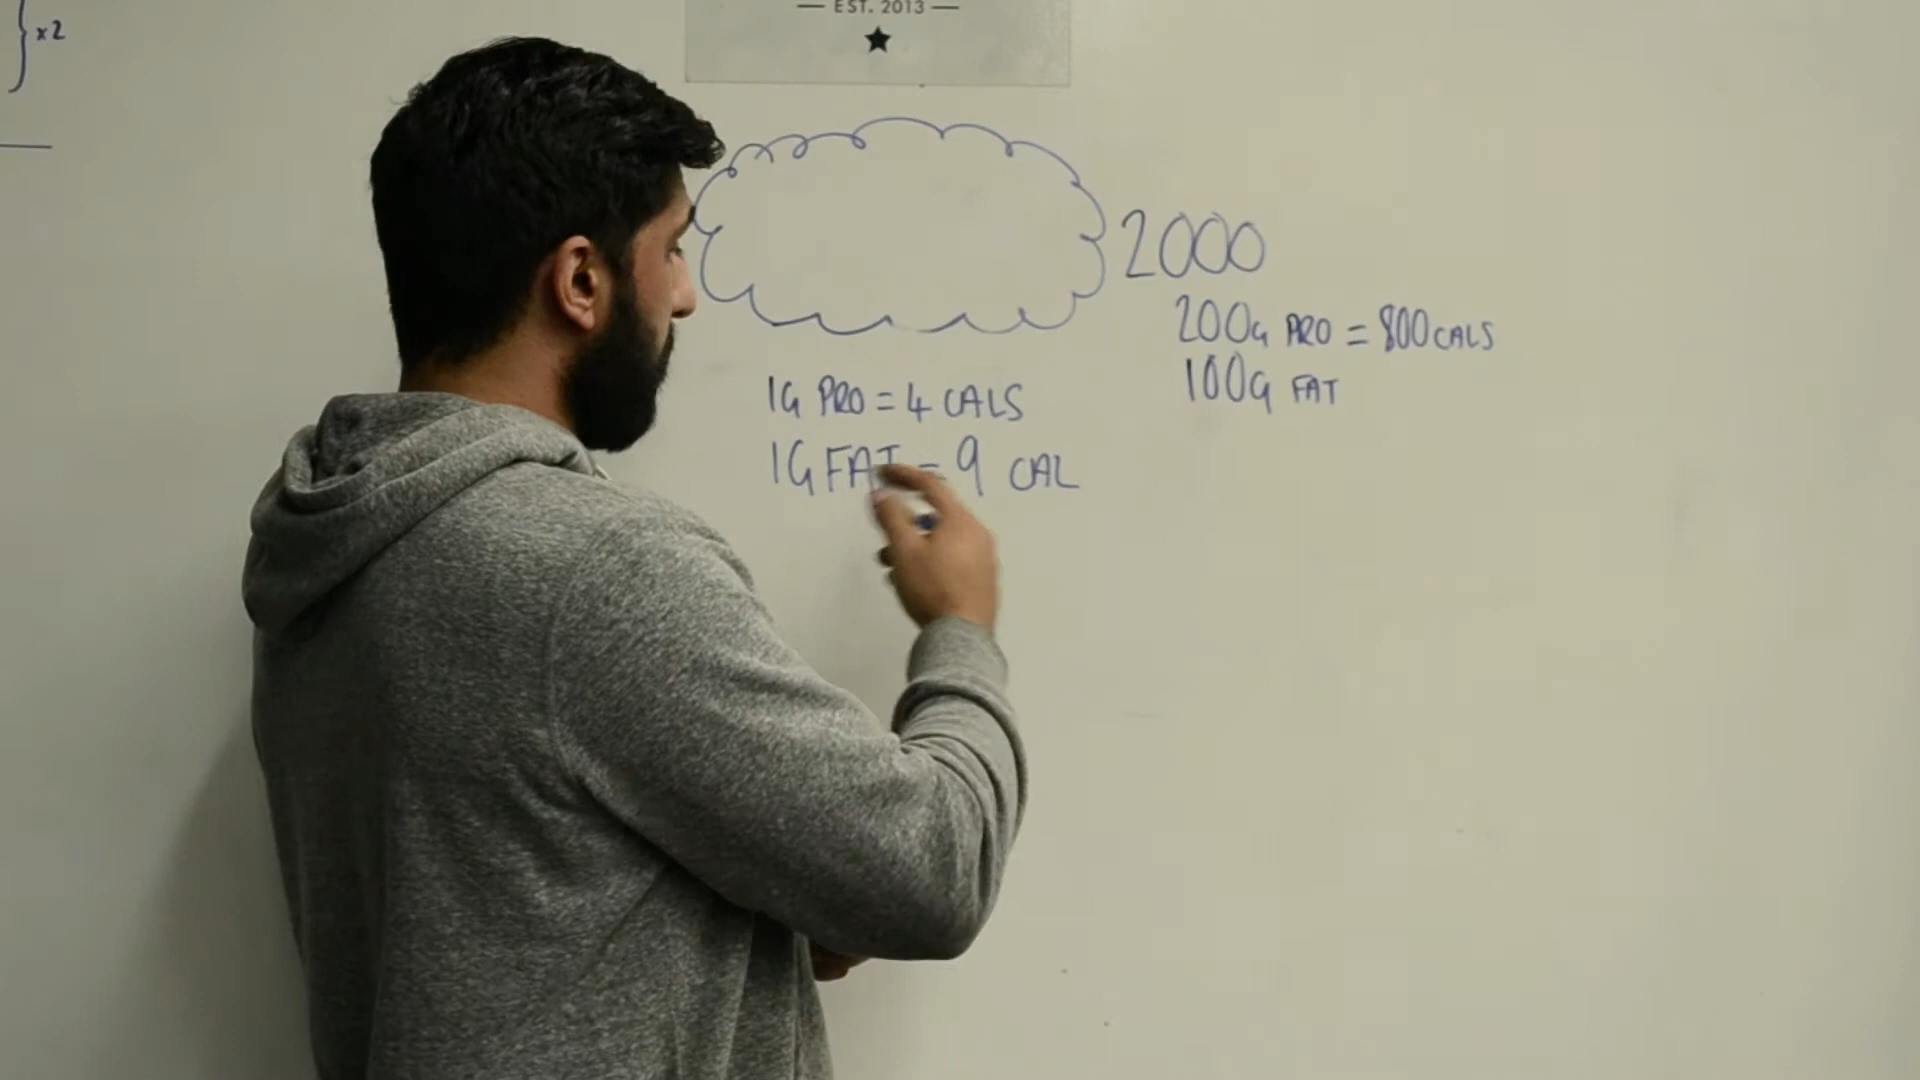 x2
— EST. 2013 —
2000
200G PRO = 800 CALS
100G FAT
1G PRO = 4 CALS
1G FAT = 9 CAL